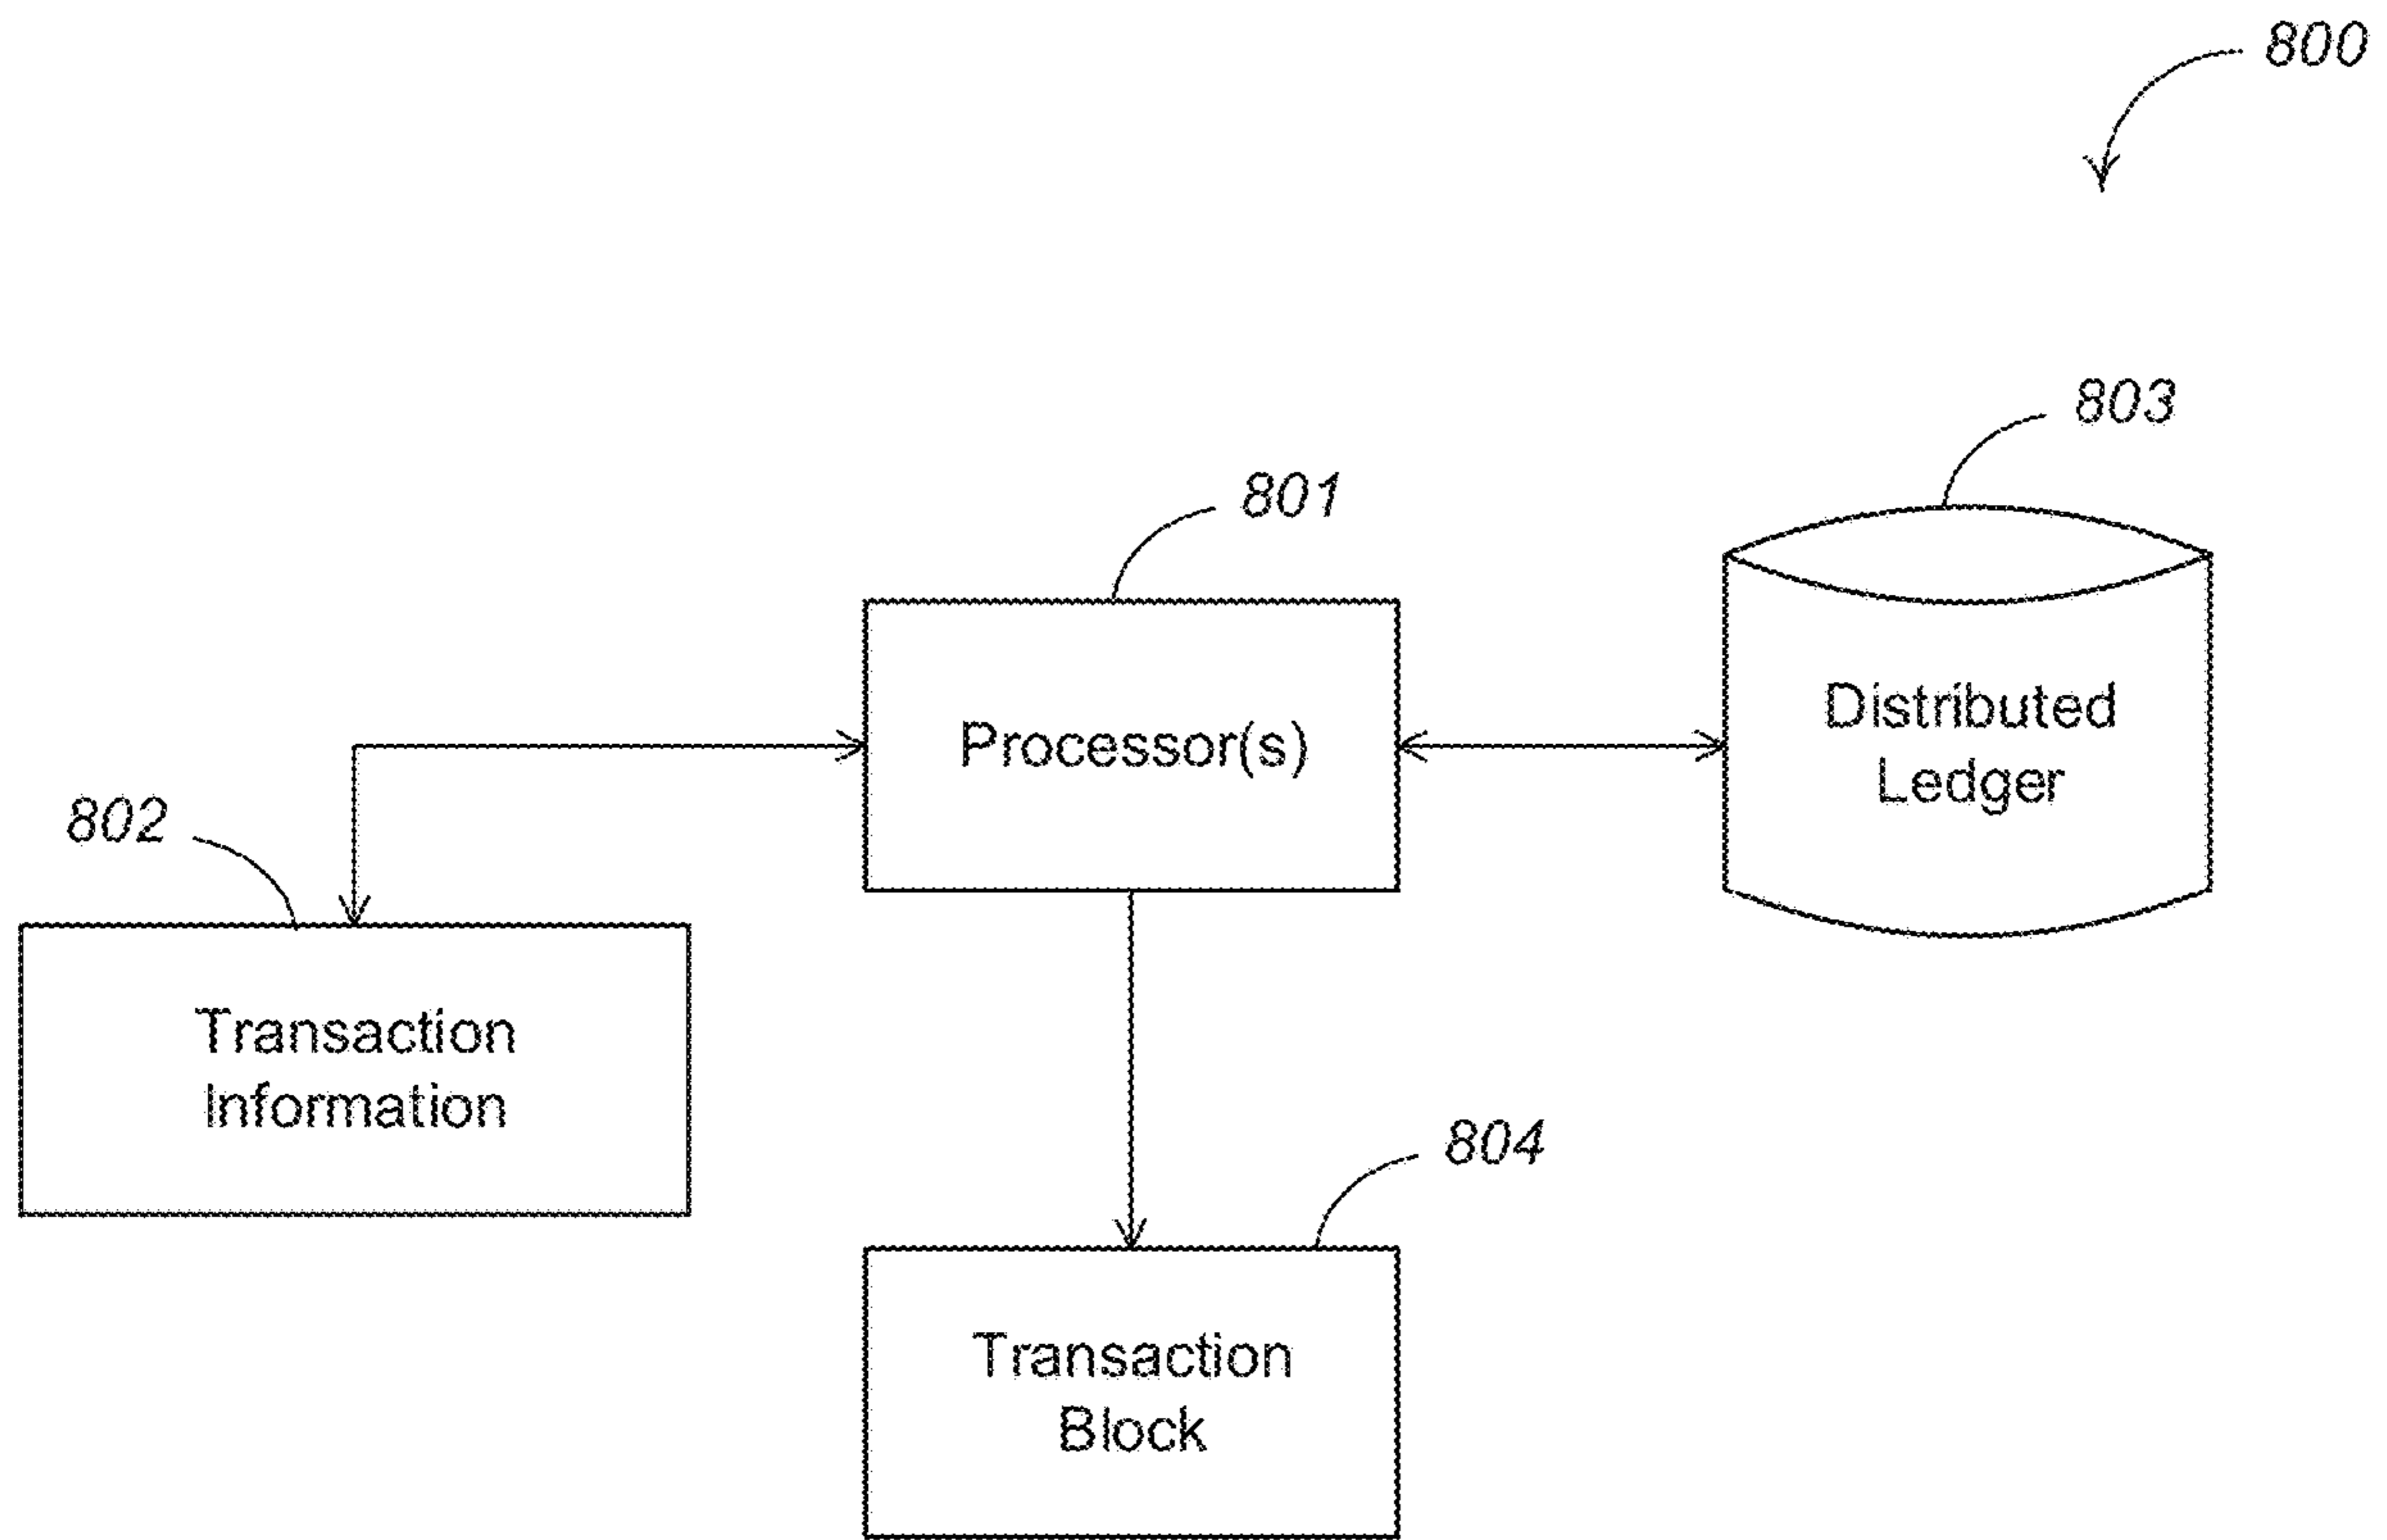 800
803
801
Processor(s)
Distributed
Ledger
802
Transaction
Information
804
Transaction
Block